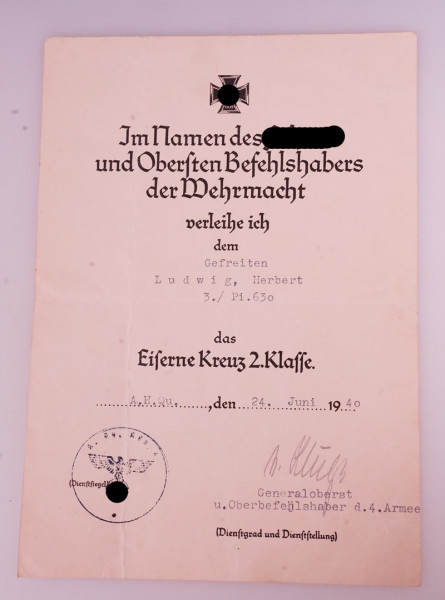 Im Namen des
und Obersten Befehlshabers
der Wehrmacht
verleihe ich
dem
Gefreiten
Ludwig, Herbert
3./ Pi.630
das
Eiserne Kreuz 2.Klasse.
A.H.Qu. , den 24. Juni 1940
(Dienstsiegel)
v. Kluge
Generaloberst
u.Oberbefehlshaber d.4.Armee
(Dienstgrad und Dienststellung)